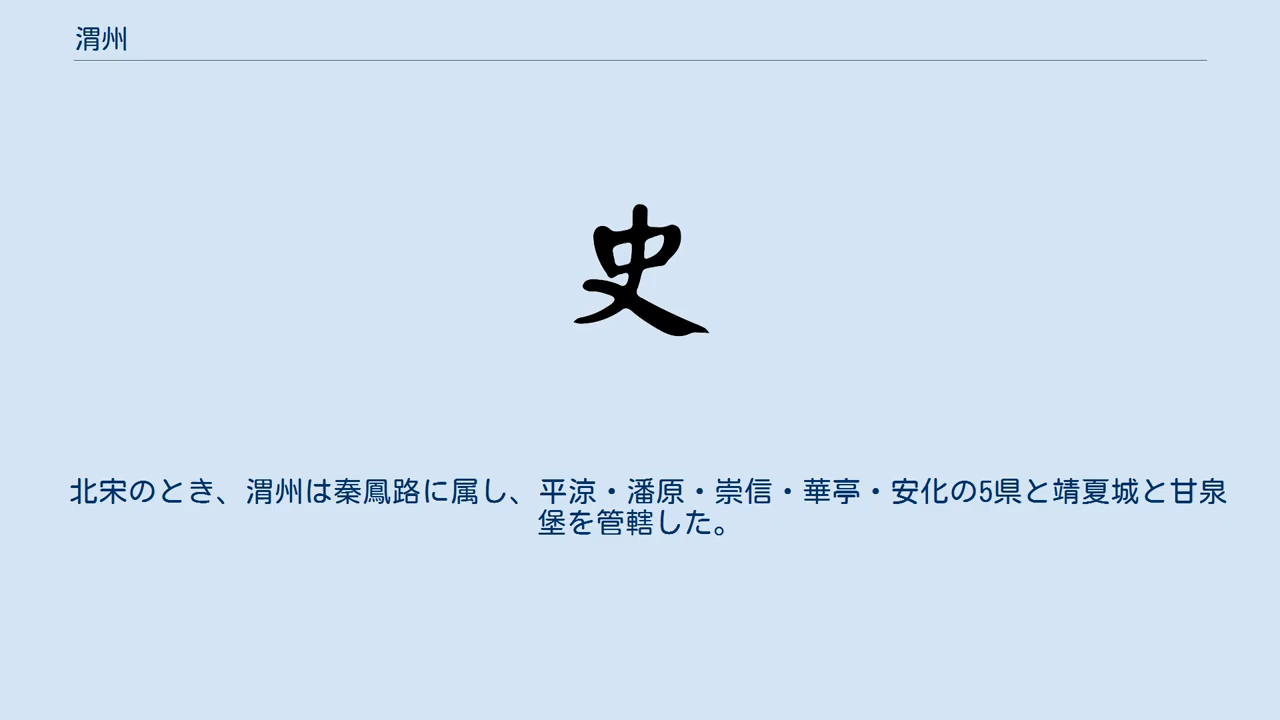 渭州
史
北宋のとき、渭州は秦鳳路に属し、平涼・潘原・崇信・華亭・安化の5県と靖夏城と甘泉
堡を管轄した。